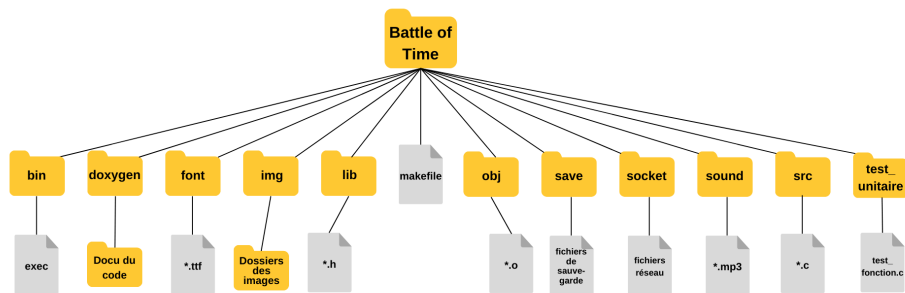 Battle of
Time
bin
doxygen
font
img
lib
makefile
obj
save
socket
sound
src
test_
unitaire
exec
Docu du
code
*.ttf
Dossiers
des
images
*.h
*.o
fichiers
de
sauve-
garde
fichiers
réseau
*.mp3
*.c
test_
fonction.c